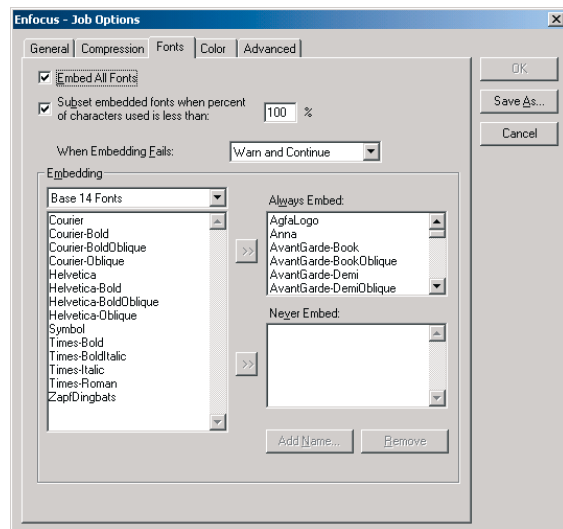 Enfocus - Job Options
General Compression Fonts Color Advanced
Embed All Fonts
Subset embedded fonts when percent
of characters used is less than:
100 %
When Embedding Fails: Warn and Continue
Embedding
Base 14 Fonts
Courier
Courier-Bold
Courier-BoldOblique
Courier-Oblique
Helvetica
Helvetica-Bold
Helvetica-BoldOblique
Helvetica-Oblique
Symbol
Times-Bold
Times-BoldItalic
Times-Italic
Times-Roman
ZapfDingbats
>>
>>
Always Embed:
AgfaLogo
Anna
AvantGarde-Book
AvantGarde-BookOblique
AvantGarde-Demi
AvantGarde-DemiOblique
Never Embed:
Add Name... Remove
OK
Save As...
Cancel